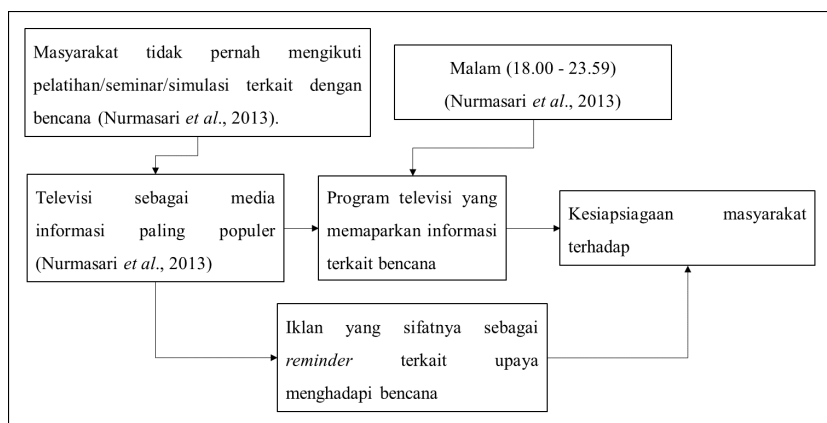 Masyarakat tidak pernah mengikuti
pelatihan/seminar/simulasi terkait dengan
bencana (Nurmasari et al., 2013).
Malam (18.00 - 23.59)
(Nurmasari et al., 2013)
Televisi sebagai media
informasi paling populer
(Nurmasari et al., 2013)
Program televisi yang
memaparkan informasi
terkait bencana
Kesiapsiagaan masyarakat
terhadap
Iklan yang sifatnya sebagai
reminder terkait upaya
menghadapi bencana